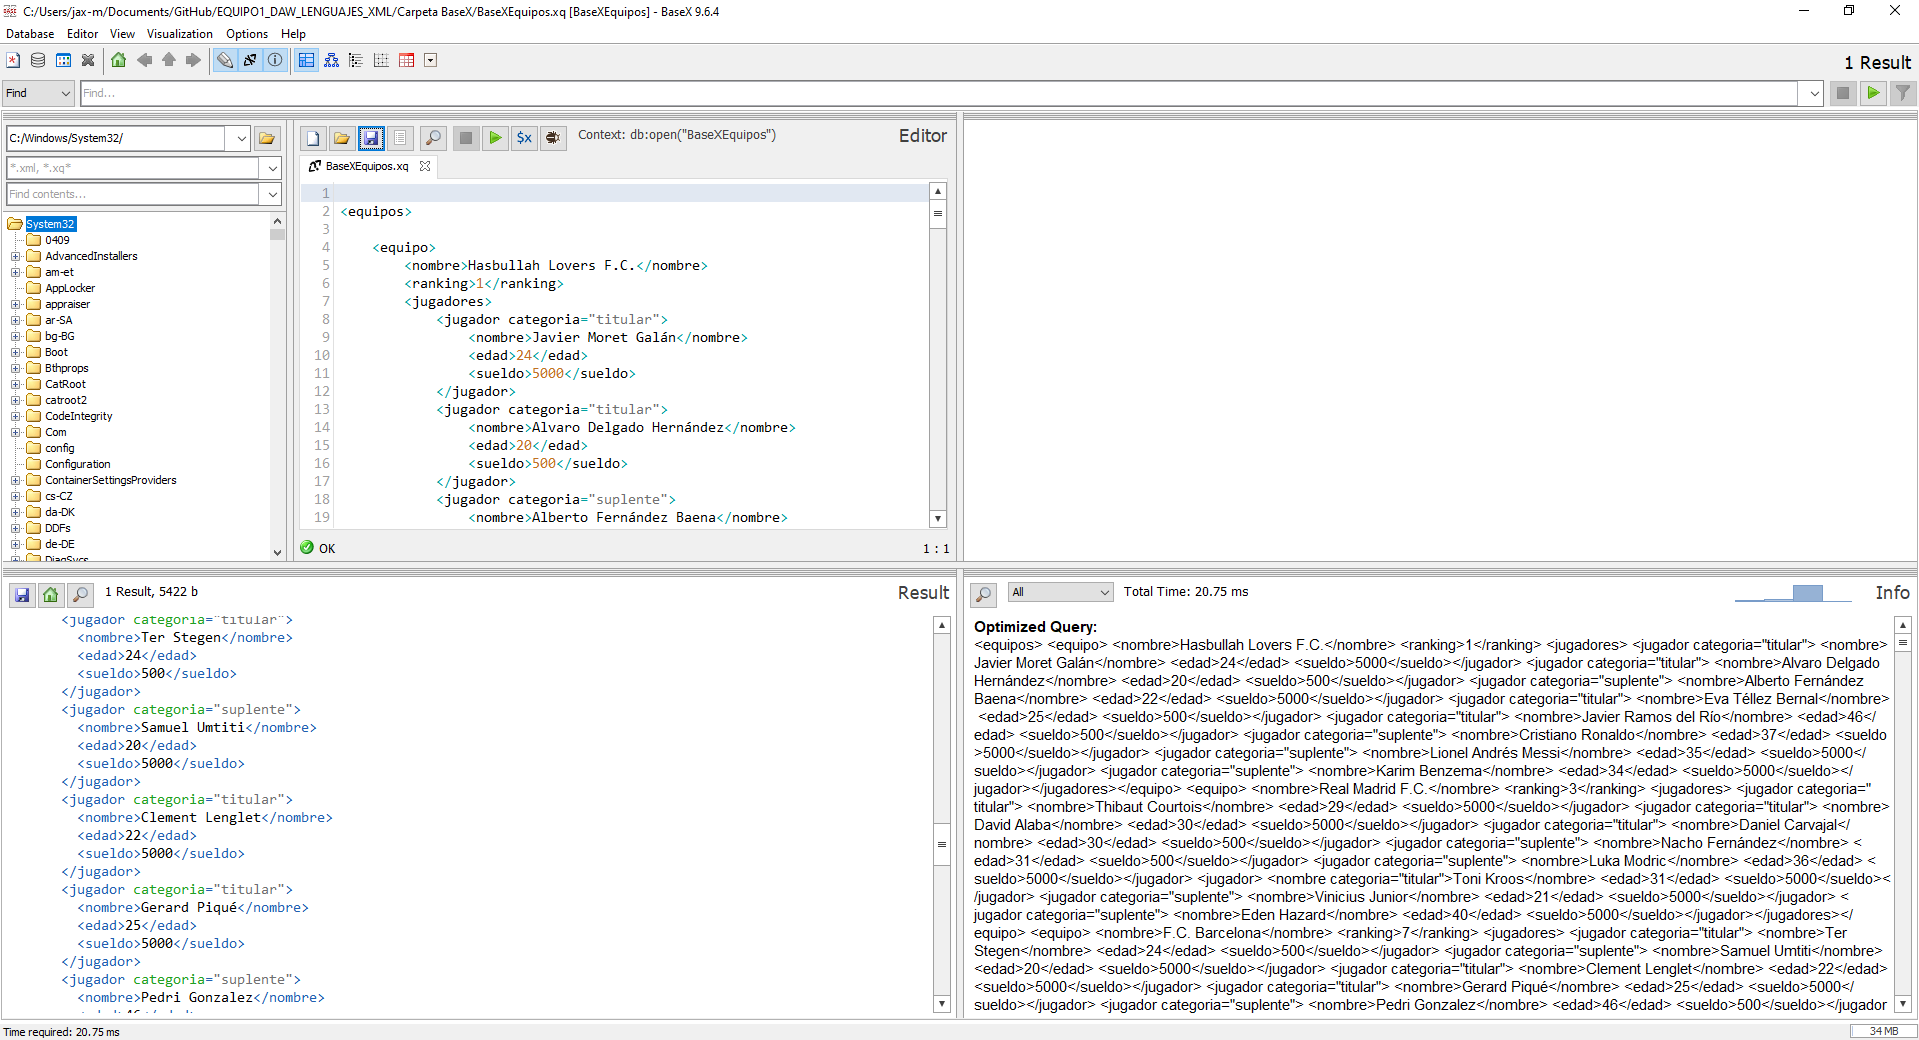 C:/Users/jax-m/Documents/GitHub/EQUIPO1_DAW_LENGUAJES_XML/Carpeta BaseX/BaseXEquipos.xq [BaseXEquipos] - BaseX 9.6.4
Database Editor View Visualization Options Help
1 Result
Find
Find...
C:/Windows/System32/
*.xml, *.xq*
Find contents...
System32
0409
AdvancedInstallers
am-et
AppLocker
appraiser
ar-SA
bg-BG
Boot
Bthprops
CatRoot
catroot2
CodeIntegrity
Com
config
Configuration
ContainerSettingsProviders
cs-CZ
da-DK
DDFs
de-DE
DiagSvcs
$x
Context: db:open("BaseXEquipos")
Editor
BaseXEquipos.xq
1
2 <equipos>
3
4 <equipo>
5 <nombre>Hasbullah Lovers F.C.</nombre>
6 <ranking>1</ranking>
7 <jugadores>
8 <jugador categoria="titular">
9 <nombre>Javier Moret Galán</nombre>
10 <edad>24</edad>
11 <sueldo>5000</sueldo>
12 </jugador>
13 <jugador categoria="titular">
14 <nombre>Alvaro Delgado Hernández</nombre>
15 <edad>20</edad>
16 <sueldo>500</sueldo>
17 </jugador>
18 <jugador categoria="suplente">
19 <nombre>Alberto Fernández Baena</nombre>
OK
1 : 1
1 Result, 5422 b
Result
<jugador categoria="titular">
<nombre>Ter Stegen</nombre>
<edad>24</edad>
<sueldo>500</sueldo>
</jugador>
<jugador categoria="suplente">
<nombre>Samuel Umtiti</nombre>
<edad>20</edad>
<sueldo>5000</sueldo>
</jugador>
<jugador categoria="titular">
<nombre>Clement Lenglet</nombre>
<edad>22</edad>
<sueldo>5000</sueldo>
</jugador>
<jugador categoria="titular">
<nombre>Gerard Piqué</nombre>
<edad>25</edad>
<sueldo>5000</sueldo>
</jugador>
<jugador categoria="suplente">
<nombre>Pedri Gonzalez</nombre>
<edad>46</edad>
All
Total Time: 20.75 ms
Info
Optimized Query:
<equipos> <equipo> <nombre>Hasbullah Lovers F.C.</nombre> <ranking>1</ranking> <jugadores> <jugador categoria="titular"> <nombre>
Javier Moret Galán</nombre> <edad>24</edad> <sueldo>5000</sueldo></jugador> <jugador categoria="titular"> <nombre>Alvaro Delgado
Hernández</nombre> <edad>20</edad> <sueldo>500</sueldo></jugador> <jugador categoria="suplente"> <nombre>Alberto Fernández
Baena</nombre> <edad>22</edad> <sueldo>5000</sueldo></jugador> <jugador categoria="titular"> <nombre>Eva Téllez Bernal</nombre>
<edad>25</edad> <sueldo>500</sueldo></jugador> <jugador categoria="titular"> <nombre>Javier Ramos del Río</nombre> <edad>46</
edad> <sueldo>500</sueldo></jugador> <jugador categoria="suplente"> <nombre>Cristiano Ronaldo</nombre> <edad>37</edad> <sueldo
>5000</sueldo></jugador> <jugador categoria="suplente"> <nombre>Lionel Andrés Messi</nombre> <edad>35</edad> <sueldo>5000</
sueldo></jugador> <jugador categoria="suplente"> <nombre>Karim Benzema</nombre> <edad>34</edad> <sueldo>5000</sueldo></
jugador></jugadores></equipo> <equipo> <nombre>Real Madrid F.C.</nombre> <ranking>3</ranking> <jugadores> <jugador categoria="
titular"> <nombre>Thibaut Courtois</nombre> <edad>29</edad> <sueldo>5000</sueldo></jugador> <jugador categoria="titular"> <nombre>
David Alaba</nombre> <edad>30</edad> <sueldo>5000</sueldo></jugador> <jugador categoria="titular"> <nombre>Daniel Carvajal</
nombre> <edad>30</edad> <sueldo>500</sueldo></jugador> <jugador categoria="suplente"> <nombre>Nacho Fernández</nombre> <
edad>31</edad> <sueldo>500</sueldo></jugador> <jugador categoria="suplente"> <nombre>Luka Modric</nombre> <edad>36</edad> <
sueldo>5000</sueldo></jugador> <jugador> <nombre categoria="titular">Toni Kroos</nombre> <edad>31</edad> <sueldo>5000</sueldo><
/jugador> <jugador categoria="suplente"> <nombre>Vinicius Junior</nombre> <edad>21</edad> <sueldo>5000</sueldo></jugador> <
jugador categoria="suplente"> <nombre>Eden Hazard</nombre> <edad>40</edad> <sueldo>5000</sueldo></jugador></jugadores></
equipo> <equipo> <nombre>F.C. Barcelona</nombre> <ranking>7</ranking> <jugadores> <jugador categoria="titular"> <nombre>Ter
Stegen</nombre> <edad>24</edad> <sueldo>500</sueldo></jugador> <jugador categoria="suplente"> <nombre>Samuel Umtiti</nombre>
<edad>20</edad> <sueldo>5000</sueldo></jugador> <jugador categoria="titular"> <nombre>Clement Lenglet</nombre> <edad>22</edad>
<sueldo>5000</sueldo></jugador> <jugador categoria="titular"> <nombre>Gerard Piqué</nombre> <edad>25</edad> <sueldo>5000</
sueldo></jugador> <jugador categoria="suplente"> <nombre>Pedri Gonzalez</nombre> <edad>46</edad> <sueldo>500</sueldo></jugador
Time required: 20.75 ms
34 MB